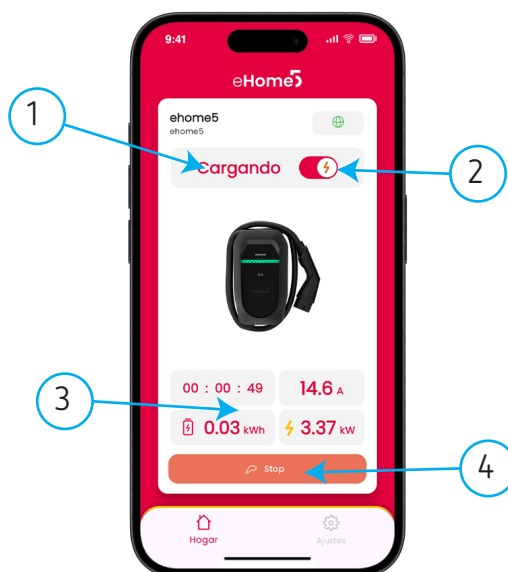 9:41
eHome5
1
ehome5
ehome5
Cargando
2
3
00 : 00 : 49
14.6 A
0.03 kWh
3.37 kW
Stop
4
Hogar
Ajustes